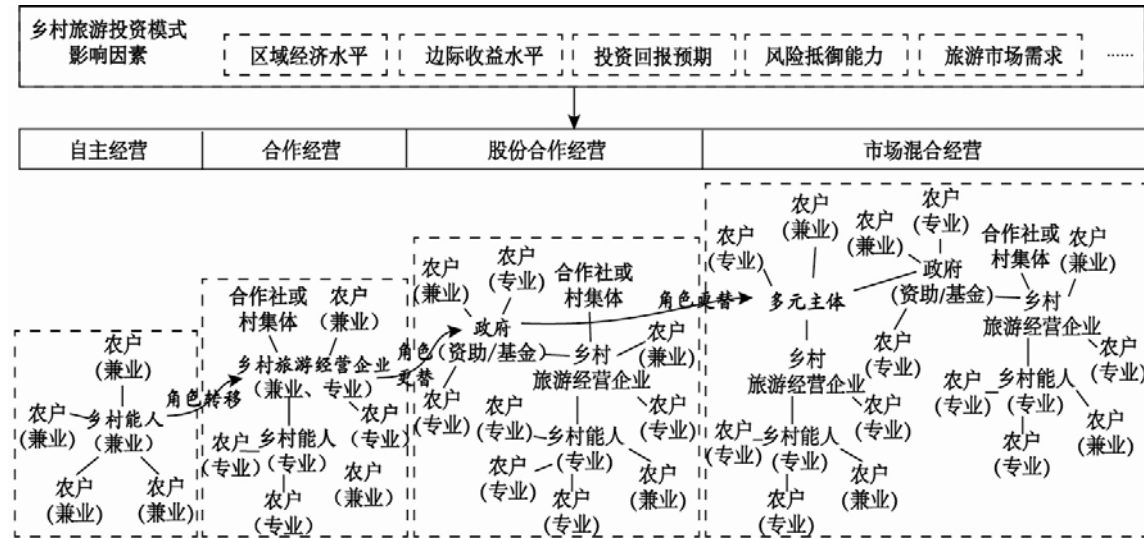 乡村旅游投资模式
影响因素
区域经济水平
边际收益水平
投资回报预期
风险抵御能力
旅游市场需求
……
自主经营
合作经营
股份合作经营
市场混合经营
农户
(兼业)
农户
(兼业)
乡村能人
(兼业)
农户
(兼业)
农户
(兼业)
角色转移
合作社或
村集体
农户
(兼业)
乡村旅游经营企业
(兼业、专业)
农户
(专业)
乡村能人
(专业)
农户
(专业)
农户
(专业)
农户
(兼业)
角色
更替
农户
(兼业)
农户
(专业)
合作社或
村集体
政府
(资助/基金)
乡村
旅游经营企业
农户
(兼业)
农户
(专业)
农户
(专业)
农户
(专业)
乡村能人
(专业)
农户
(专业)
农户
(专业)
农户
(兼业)
角色更替
农户
(专业)
农户
(兼业)
多元主体
乡村
旅游经营企业
农户
(专业)
乡村能人
(专业)
农户
(专业)
农户
(专业)
农户
(兼业)
农户
(兼业)
农户
(专业)
政府
(资助/基金)
农户
(专业)
合作社或
村集体
农户
(兼业)
乡村
旅游经营企业
农户
(专业)
农户
(专业)
乡村能人
(专业)
农户
(专业)
农户
(兼业)